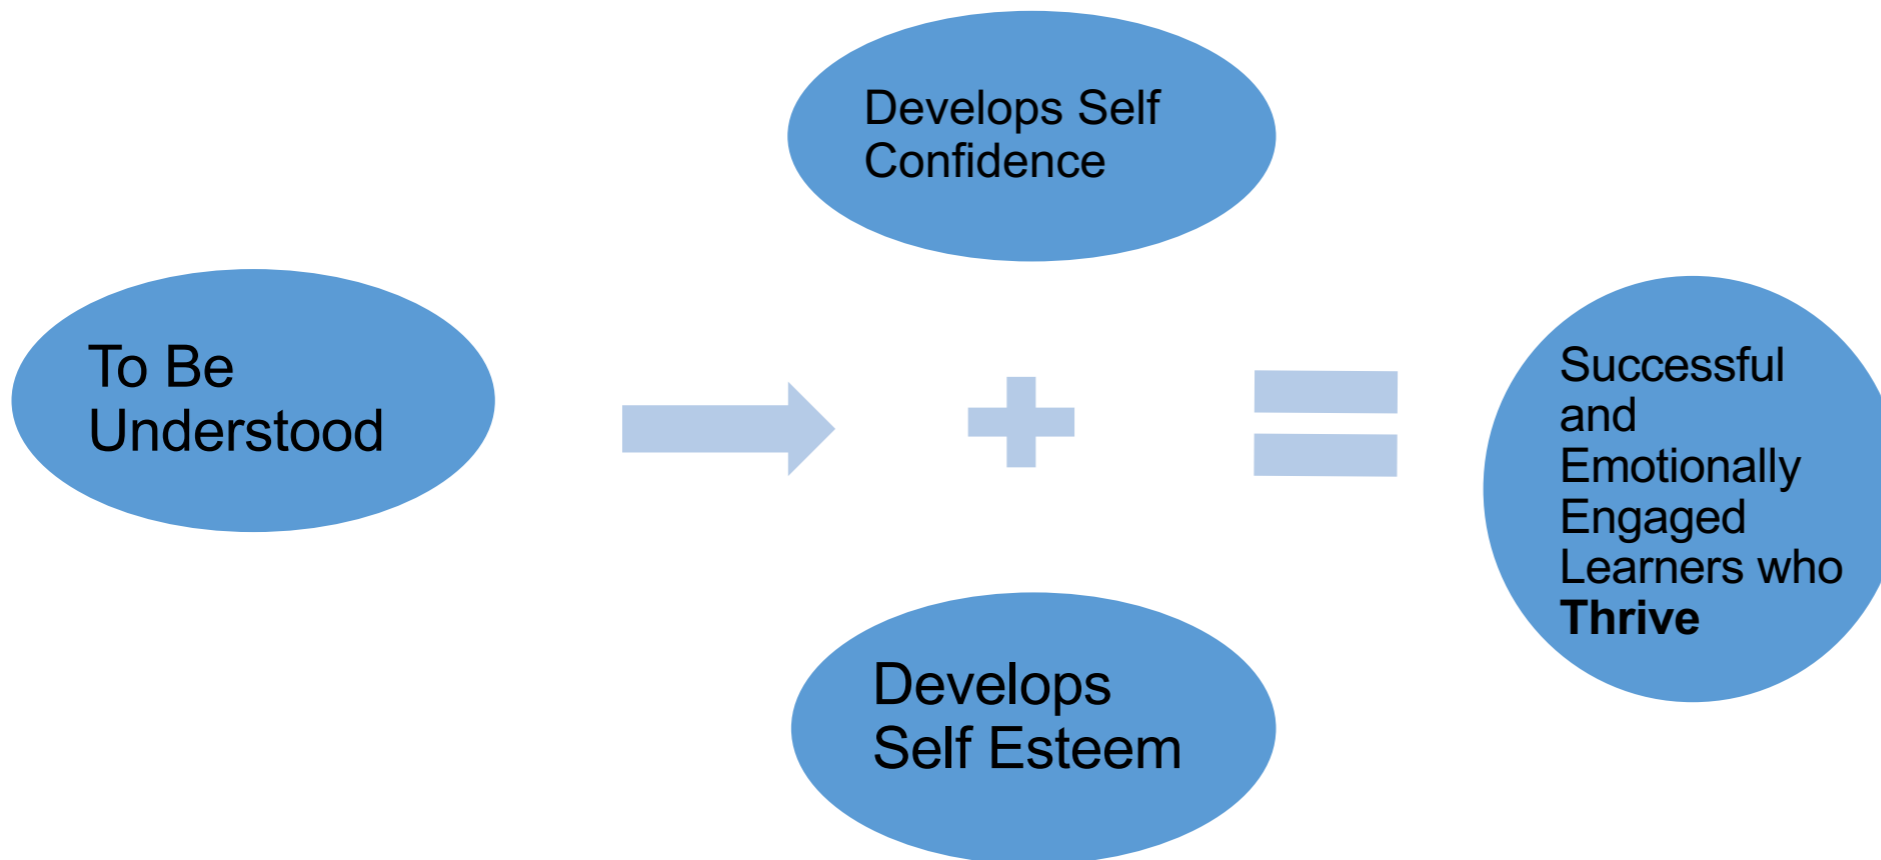 To Be
Understood
Develops Self
Confidence
Develops
Self Esteem
Successful
and
Emotionally
Engaged
Learners who
Thrive